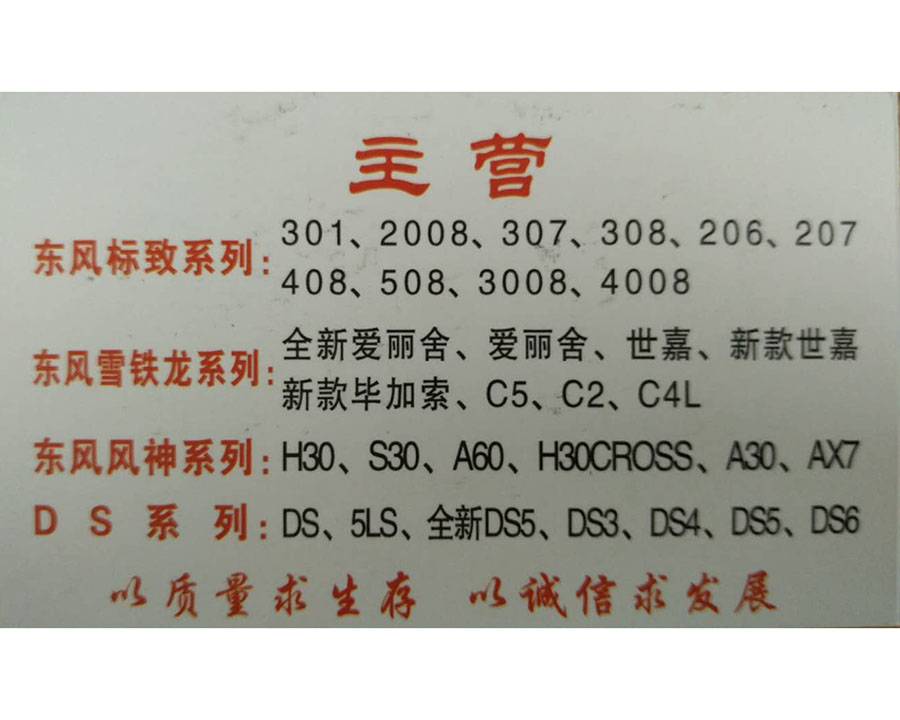 主营
东风标致系列：301、2008、307、308、206、207
408、508、3008、4008
东风雪铁龙系列：全新爱丽舍、爱丽舍、世嘉、新款世嘉
新款毕加索、C5、C2、C4L
东风风神系列：H30、S30、A60、H30CROSS、A30、AX7
DS系列：DS、5LS、全新DS5、DS3、DS4、DS5、DS6
以质量求生存 以诚信求发展